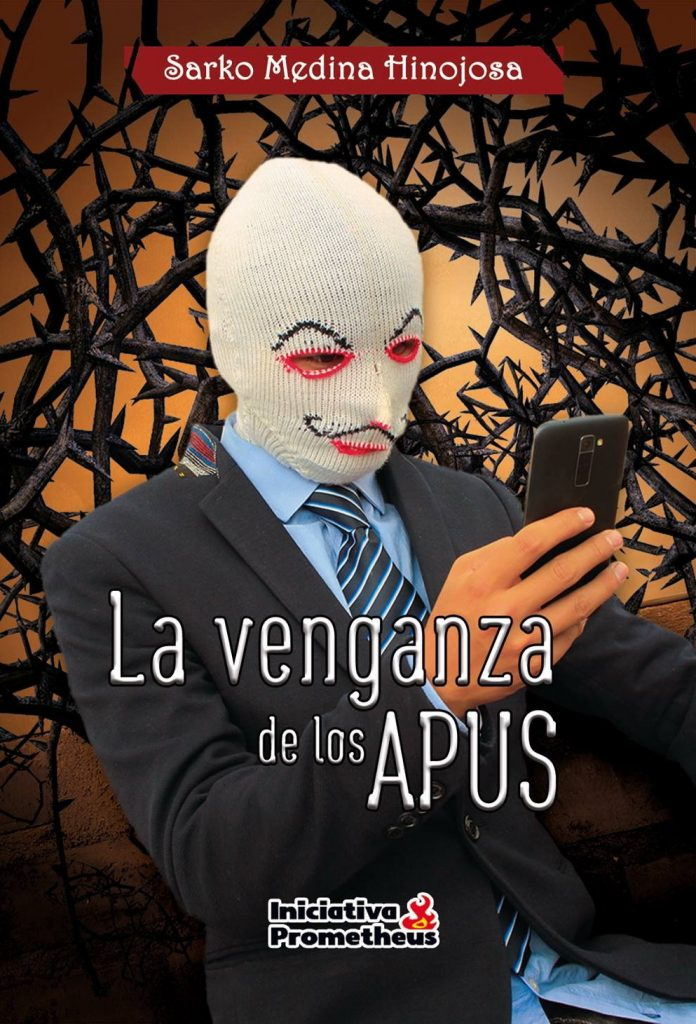 Sarko Medina Hinojosa
La venganza
de los APUS
Iniciativa
Prometheus